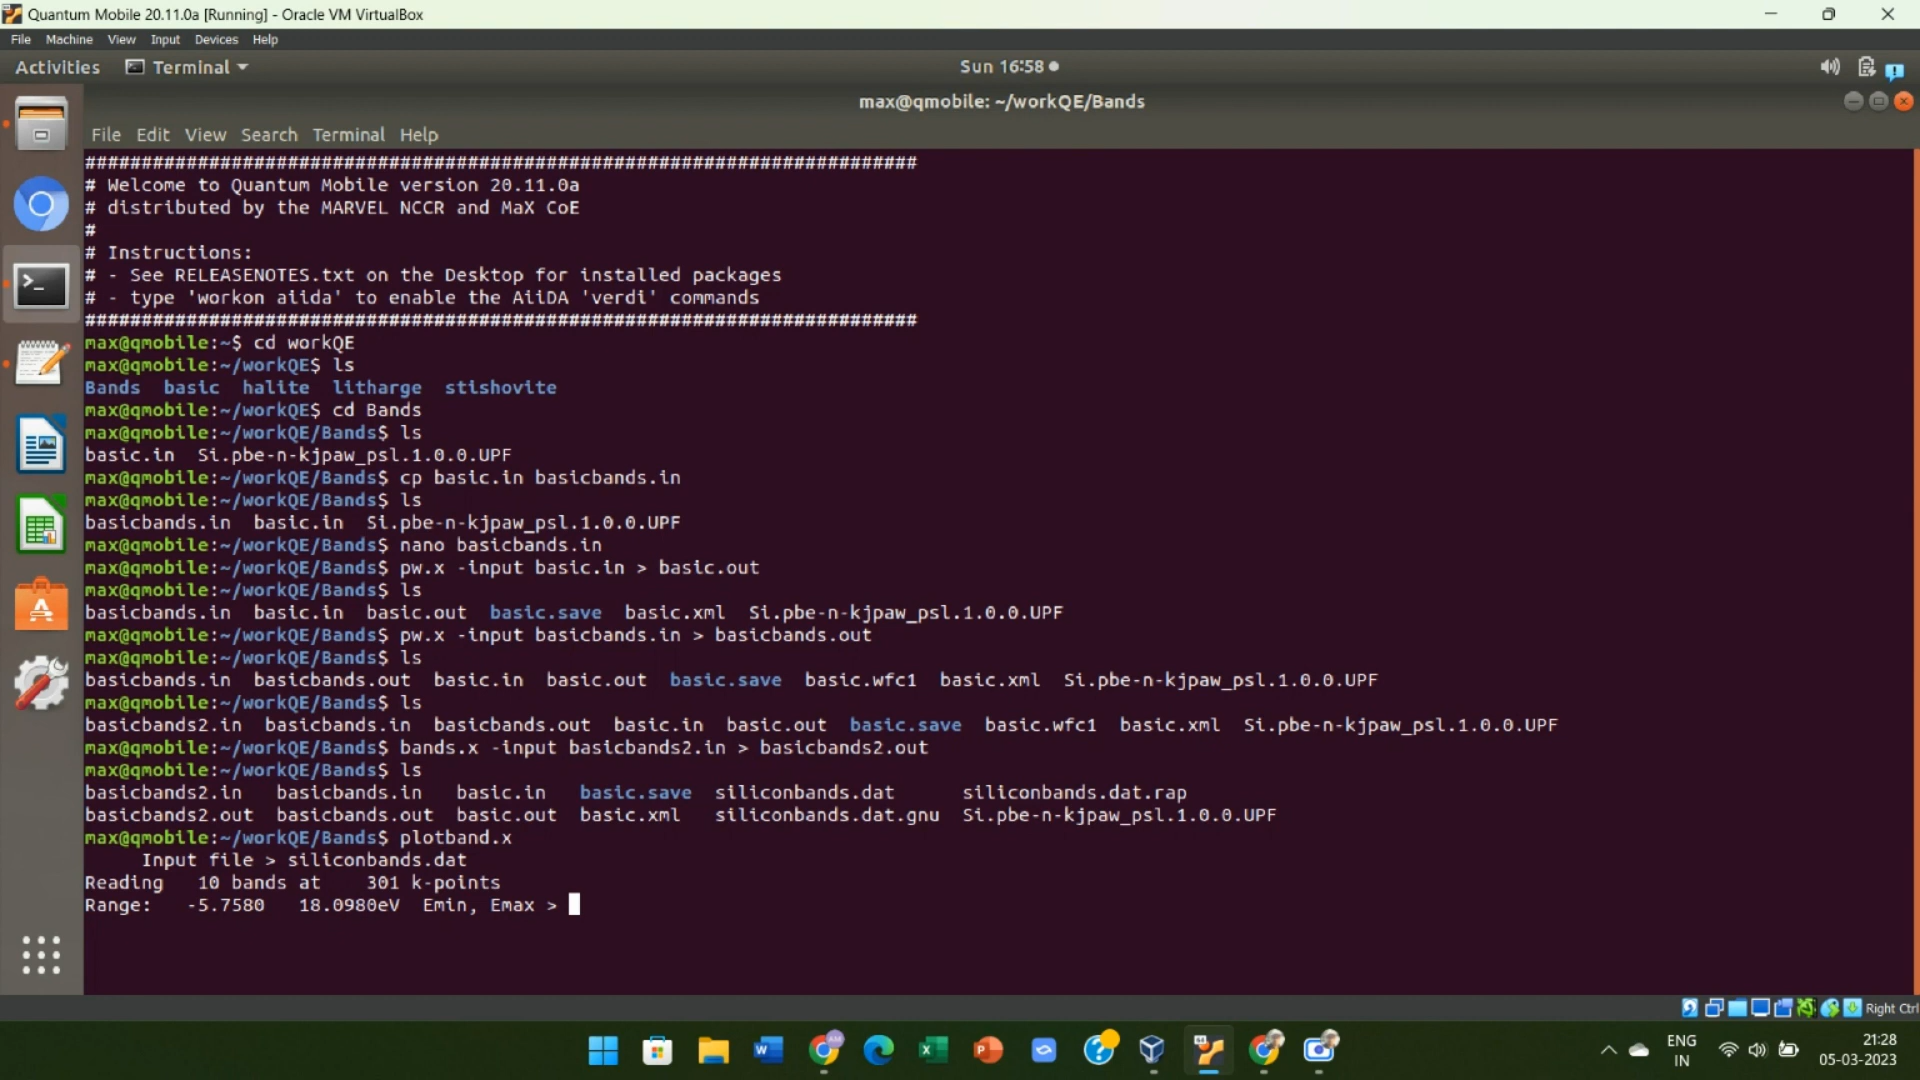 Quantum Mobile 20.11.0a [Running] - Oracle VM VirtualBox
File Machine View Input Devices Help
Activities Terminal Sun 16:58
max@qmobile: ~/workQE/Bands
File Edit View Search Terminal Help
##########################################################################
# Welcome to Quantum Mobile version 20.11.0a
# distributed by the MARVEL NCCR and MaX CoE
#
# Instructions:
# - See RELEASENOTES.txt on the Desktop for installed packages
# - type 'workon aiida' to enable the AiiDA 'verdi' commands
##########################################################################
max@qmobile:~$ cd workQE
max@qmobile:~/workQE$ ls
Bands basic halite litharge stishovite
max@qmobile:~/workQE$ cd Bands
max@qmobile:~/workQE/Bands$ ls
basic.in Si.pbe-n-kjpaw_psl.1.0.0.UPF
max@qmobile:~/workQE/Bands$ cp basic.in basicbands.in
max@qmobile:~/workQE/Bands$ ls
basicbands.in basic.in Si.pbe-n-kjpaw_psl.1.0.0.UPF
max@qmobile:~/workQE/Bands$ nano basicbands.in
max@qmobile:~/workQE/Bands$ pw.x -input basic.in > basic.out
max@qmobile:~/workQE/Bands$ ls
basicbands.in basic.in basic.out basic.save basic.xml Si.pbe-n-kjpaw_psl.1.0.0.UPF
max@qmobile:~/workQE/Bands$ pw.x -input basicbands.in > basicbands.out
max@qmobile:~/workQE/Bands$ ls
basicbands.in basicbands.out basic.in basic.out basic.save basic.wfc1 basic.xml Si.pbe-n-kjpaw_psl.1.0.0.UPF
max@qmobile:~/workQE/Bands$ ls
basicbands2.in basicbands.in basicbands.out basic.in basic.out basic.save basic.wfc1 basic.xml Si.pbe-n-kjpaw_psl.1.0.0.UPF
max@qmobile:~/workQE/Bands$ bands.x -input basicbands2.in > basicbands2.out
max@qmobile:~/workQE/Bands$ ls
basicbands2.in basicbands.in basic.in basic.save siliconbands.dat siliconbands.dat.rap
basicbands2.out basicbands.out basic.out basic.xml siliconbands.dat.gnu Si.pbe-n-kjpaw_psl.1.0.0.UPF
max@qmobile:~/workQE/Bands$ plotband.x
Input file > siliconbands.dat
Reading 10 bands at 301 k-points
Range: -5.7580 18.0980eV Emin, Emax >
Right Ctrl
ENG 21:28
IN 05-03-2023